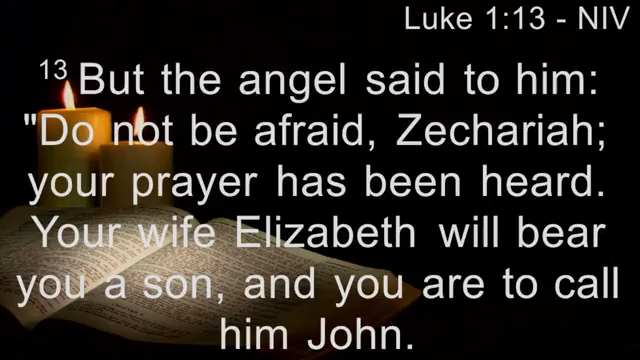 Luke 1:13 - NIV
13 But the angel said to him:
"Do not be afraid, Zechariah;
your prayer has been heard.
Your wife Elizabeth will bear
you a son, and you are to call
him John.